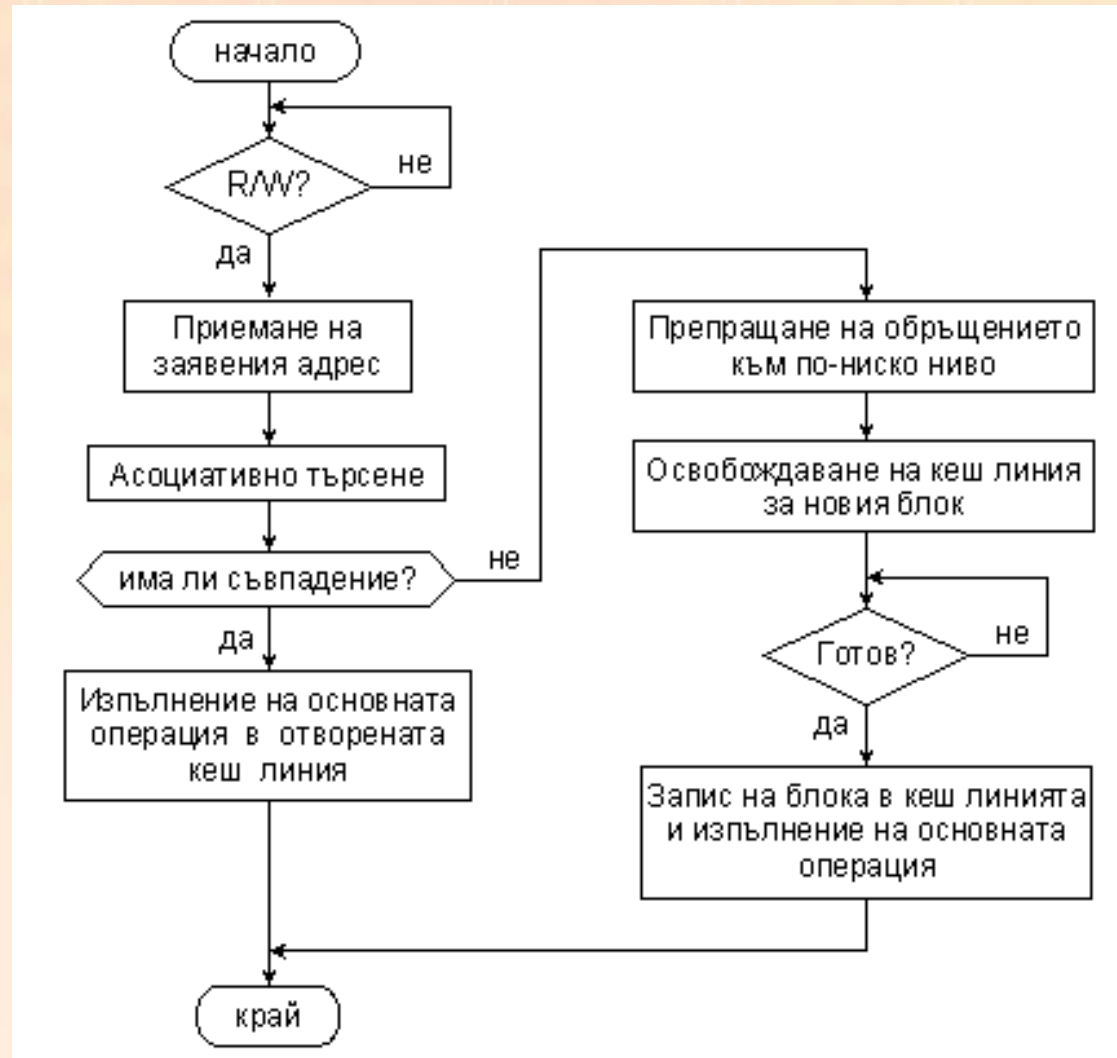 начало
R/W?
не
да
Приемане на
заявения адрес
Асоциативно търсене
има ли съвпадение?
не
да
Изпълнение на основната
операция в отворената
кеш линия
Препращане на обръщението
към по-ниско ниво
Освобождаване на кеш линия
за новия блок
Готов?
не
да
Запис на блока в кеш линията
и изпълнение на основната
операция
край